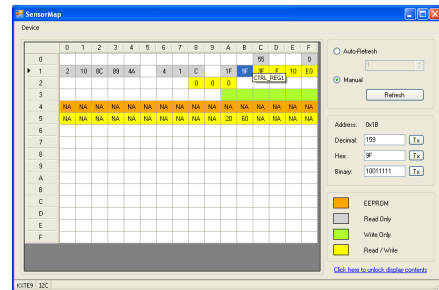 SensorMap
Device
0 1 2 3 4 5 6 7 8 9 A B C D E F
0 55 0
1 2 10 8C 89 4A 4 1 C 1F 9F 3F E 10 E0
CTRL_REG1
2 0 0 0
3
4 NA NA NA NA NA NA NA NA NA NA NA NA NA NA NA NA
5 NA NA NA NA NA NA NA NA NA NA 20 60 NA NA NA NA
6
7
8
9
A
B
C
D
E
F
Auto-Refresh
1
Manual
Refresh
Address: 0x1B
Decimal: 159 Tx
Hex: 9F Tx
Binary: 10011111 Tx
EEPROM
Read Only
Write Only
Read / Write
Click here to unlock display contents
KXTE9 I2C